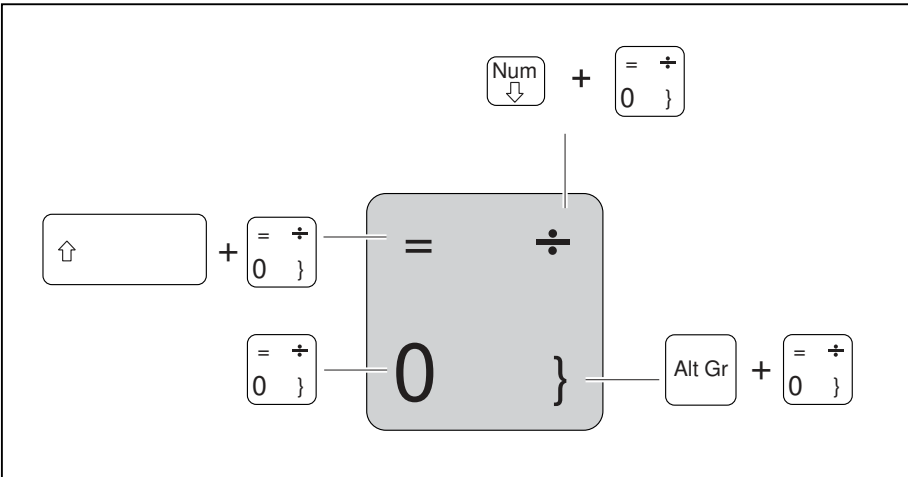 Num + = ÷
⇩ 0 }
⇧ + = ÷ = ÷
0 }
= ÷ 0 } Alt Gr + = ÷
0 } 0 }